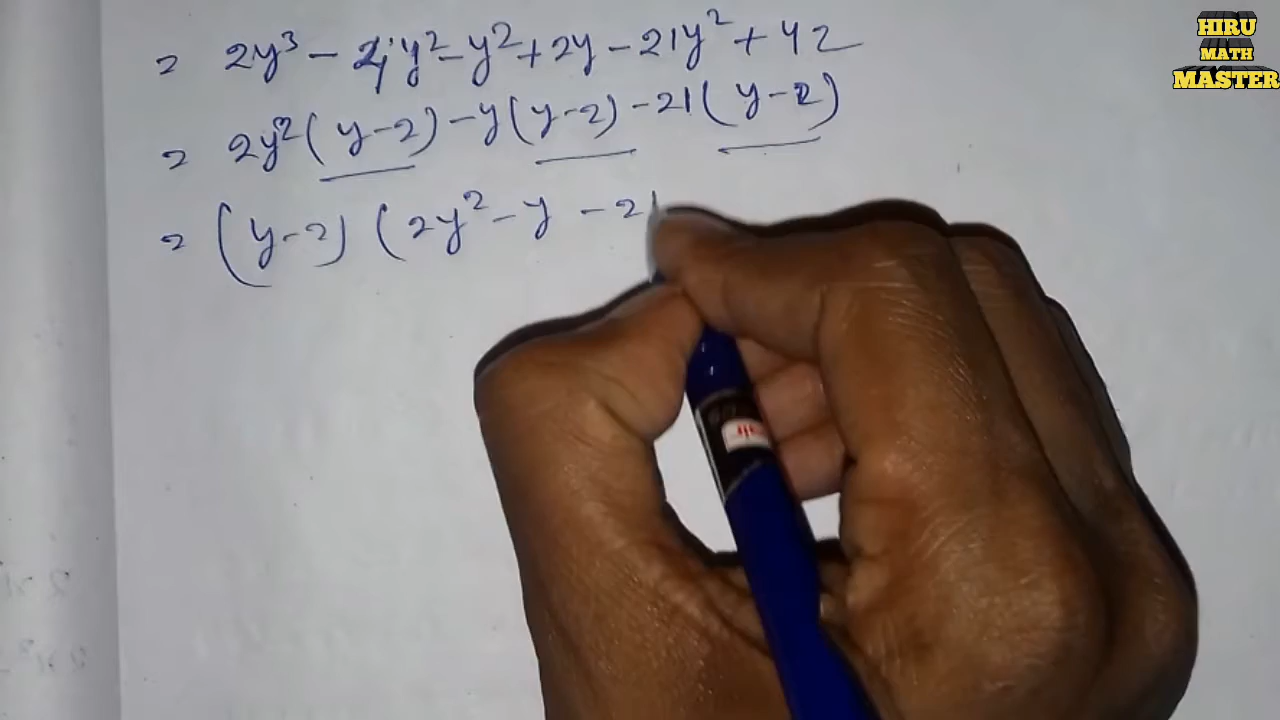 = 2y³ - 4y² - y² + 2y - 21y² + 42
= 2y²(y-2) - y(y-2) - 21(y-2)
= (y-2) (2y² - y - 21
HIRU
MATH
MASTER